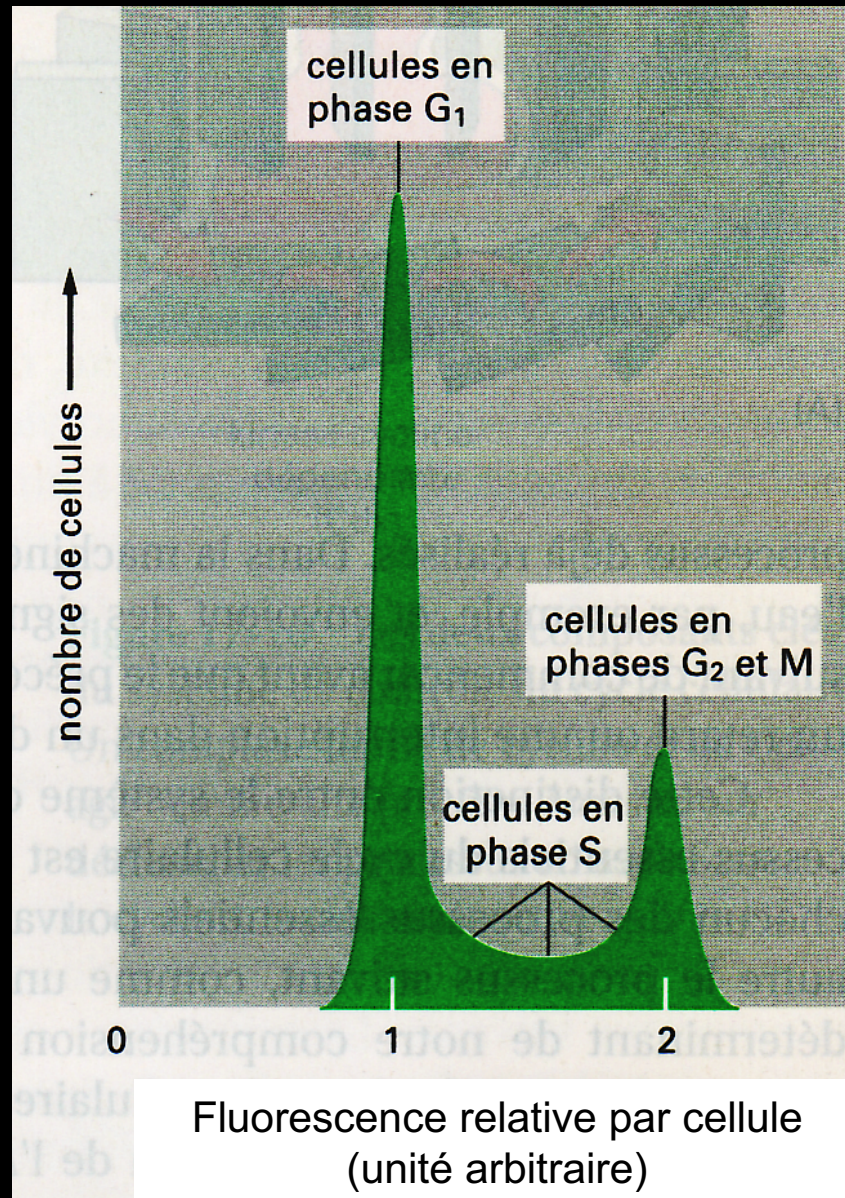 cellules en
phase G₁
nombre de cellules
cellules en
phases G₂ et M
cellules en
phase S
0 1 2
Fluorescence relative par cellule
(unité arbitraire)